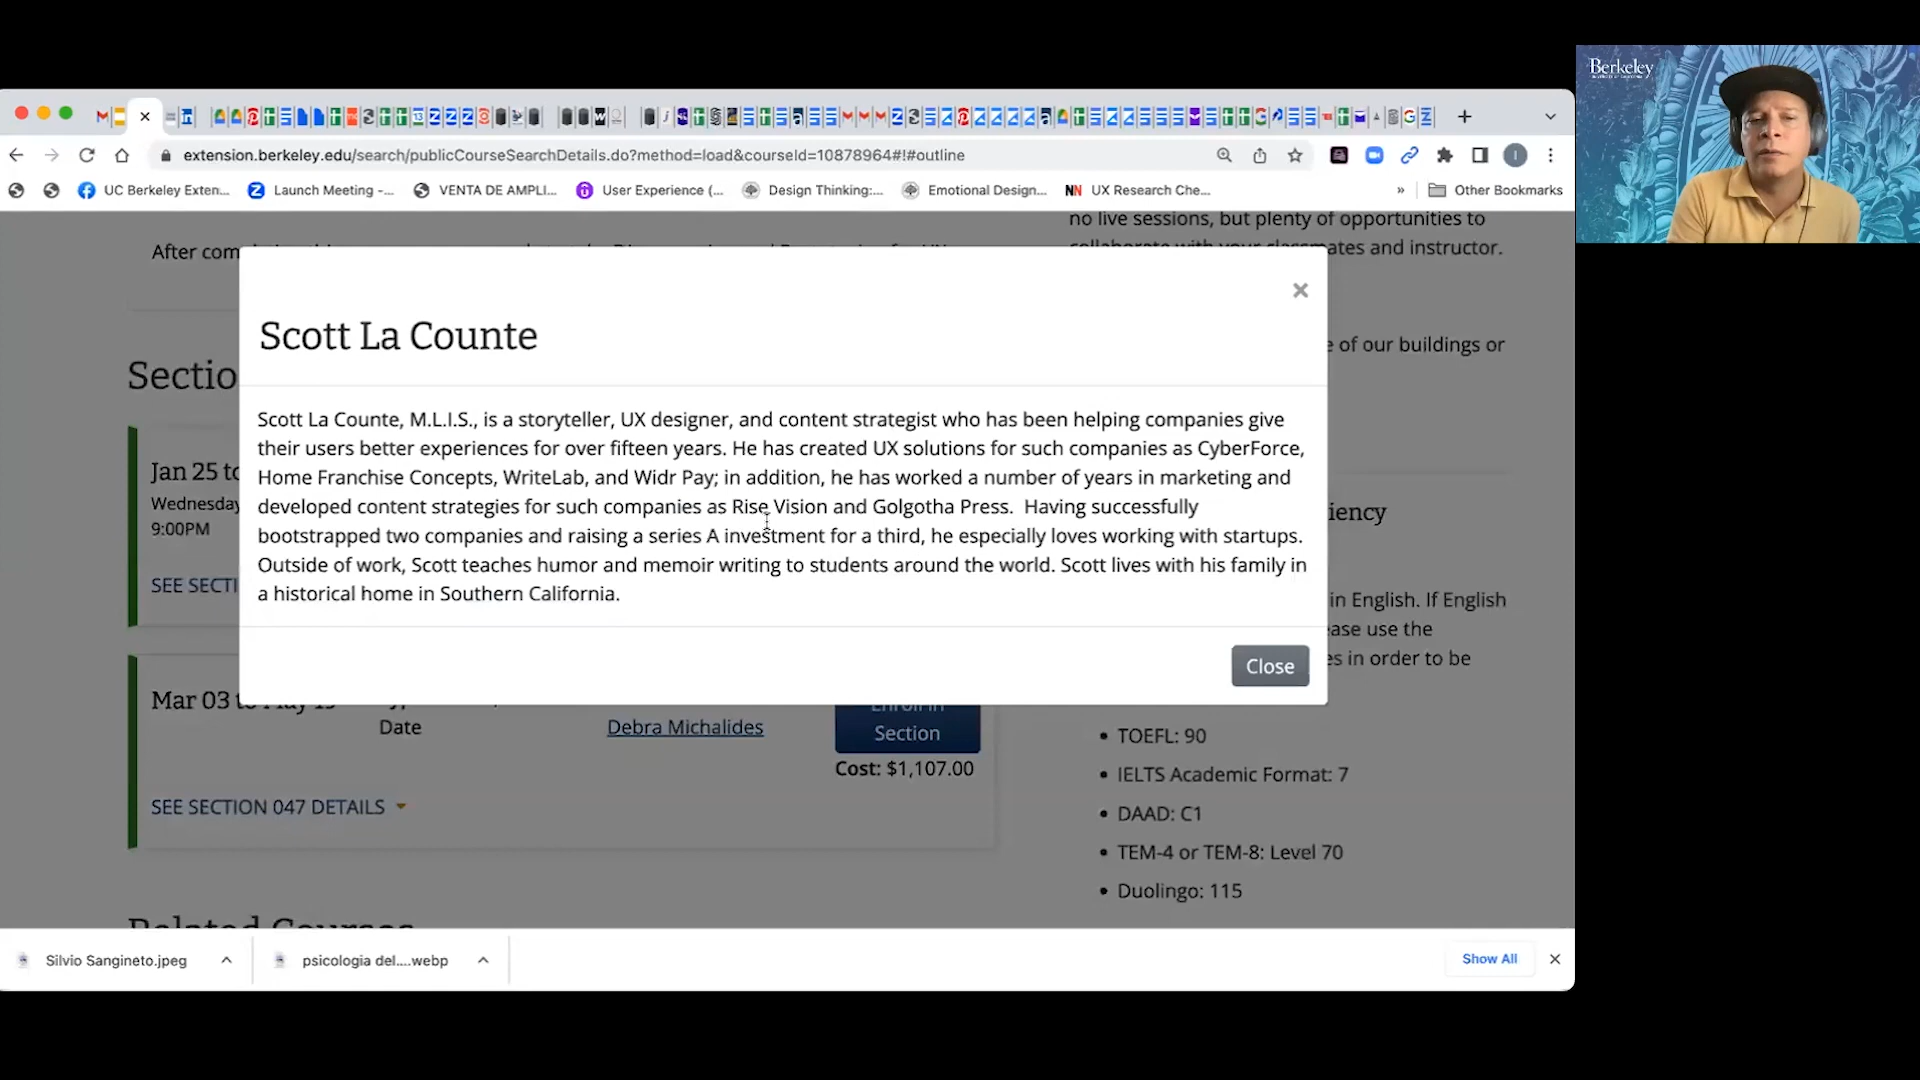 Berkeley
extension.berkeley.edu/search/publicCourseSearchDetails.do?method=load&courseId=10878964#!#outline
UC Berkeley Exten... Launch Meeting -... VENTA DE AMPLI... User Experience (... Design Thinking:... Emotional Design... UX Research Che... » Other Bookmarks
no live sessions, but plenty of opportunities to
collaborate with your classmates and instructor.
After com
e of our buildings or
Scott La Counte
Sectio
Scott La Counte, M.L.I.S., is a storyteller, UX designer, and content strategist who has been helping companies give
their users better experiences for over fifteen years. He has created UX solutions for such companies as CyberForce,
Home Franchise Concepts, WriteLab, and Widr Pay; in addition, he has worked a number of years in marketing and
developed content strategies for such companies as Rise Vision and Golgotha Press. Having successfully
bootstrapped two companies and raising a series A investment for a third, he especially loves working with startups.
Outside of work, Scott teaches humor and memoir writing to students around the world. Scott lives with his family in
a historical home in Southern California.
Close
Jan 25 to
Wednesday
9:00PM
SEE SECTI
iency
in English. If English
ase use the
es in order to be
Mar 03 to May 15
Date
Debra Michalides
Enroll in
Section
Cost: $1,107.00
SEE SECTION 047 DETAILS
• TOEFL: 90
• IELTS Academic Format: 7
• DAAD: C1
• TEM-4 or TEM-8: Level 70
• Duolingo: 115
Related Courses
Silvio Sangineto.jpeg
psicologia del....webp
Show All